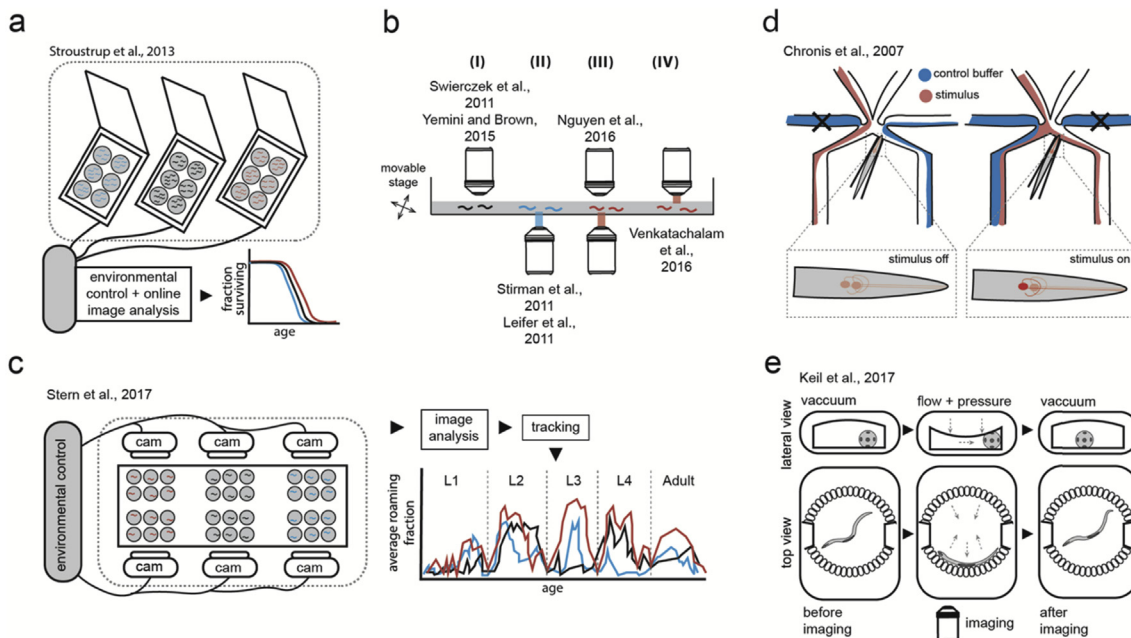 a
Stroustrup et al., 2013
environmental
control + online
image analysis
fraction
surviving
age
b
(I)
(II)
(III)
(IV)
Swierczek et al.,
2011
Yemini and Brown,
2015
Nguyen et al.,
2016
movable
stage
Stirman et al.,
2011
Leifer et al.,
2011
Venkatachalam
et al.,
2016
c
Stern et al., 2017
environmental control
cam
cam
cam
cam
cam
cam
image
analysis
tracking
average roaming
fraction
L1
L2
L3
L4
Adult
age
d
Chronis et al., 2007
control buffer
stimulus
stimulus off
stimulus on
e
Keil et al., 2017
vaccuum
flow + pressure
vaccuum
lateral view
top view
before
imaging
imaging
after
imaging